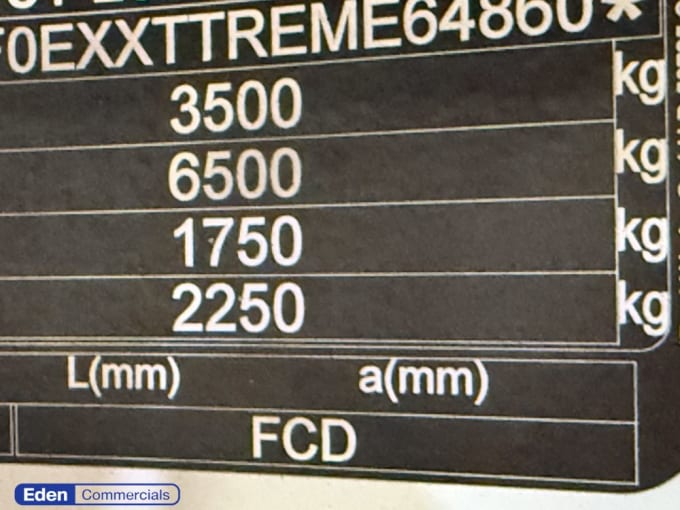 F0EXXTTREME64860*
3500 kg
6500 kg
1750 kg
2250 kg
L(mm) a(mm)
FCD
Eden Commercials